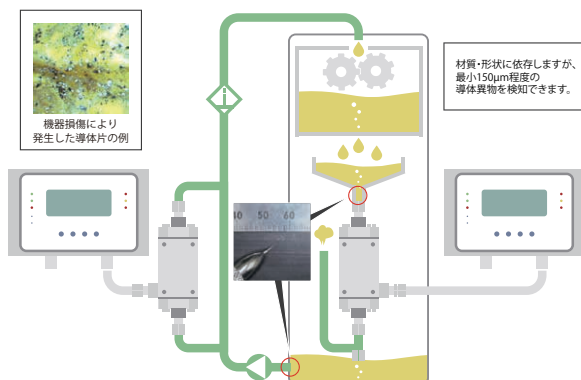 機器損傷により
発生した導体片の例
材質・形状に依存しますが、
最小150μm程度の
導体異物を検知できます。
40 50 60